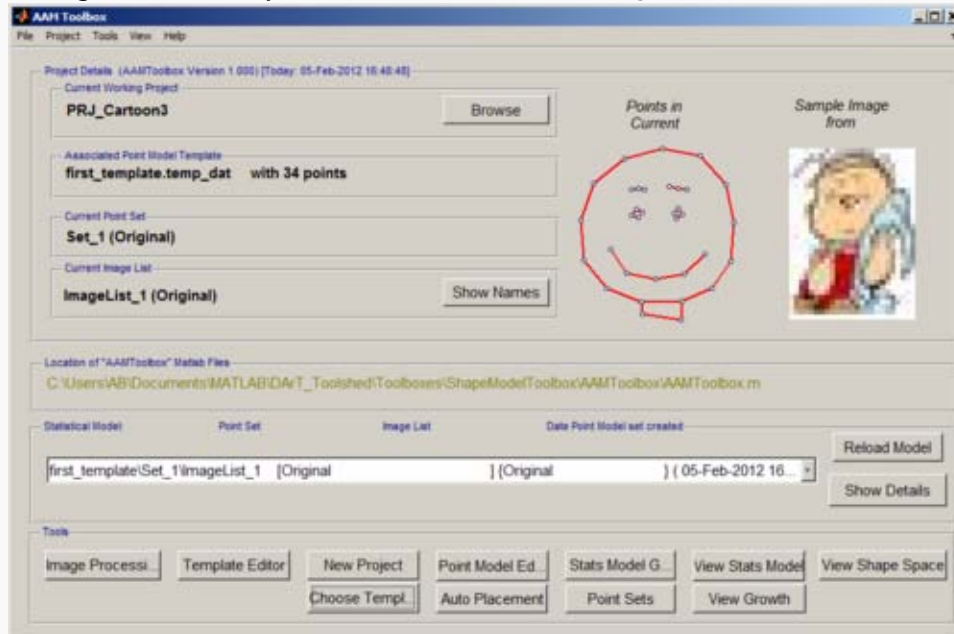 AAM Toolbox
File Project Tools View Help
Project Details (AAMToolbox Version 1.000) [Today: 05-Feb-2012 16:48:48]
Current Working Project
PRJ_Cartoon3
Browse
Points in Current
Sample Image from
Associated Point Model Template
first_template.temp_dat with 34 points
Current Point Set
Set_1 (Original)
Current Image List
ImageList_1 (Original)
Show Names
Location of "AAMToolbox" Matlab Files
C:\Users\AB\Documents\MATLAB\DArT_Toolshed\Toolboxes\ShapeModelToolbox\AAMToolbox\AAMToolbox.m
Statistical Model Point Set Image List Date Point Model set created
first_template\Set_1\ImageList_1 [Original ] {Original } ( 05-Feb-2012 16...
Reload Model
Show Details
Tools
Image Processi... Template Editor New Project Point Model Ed... Stats Model G... View Stats Model View Shape Space
Choose Templ... Auto Placement Point Sets View Growth